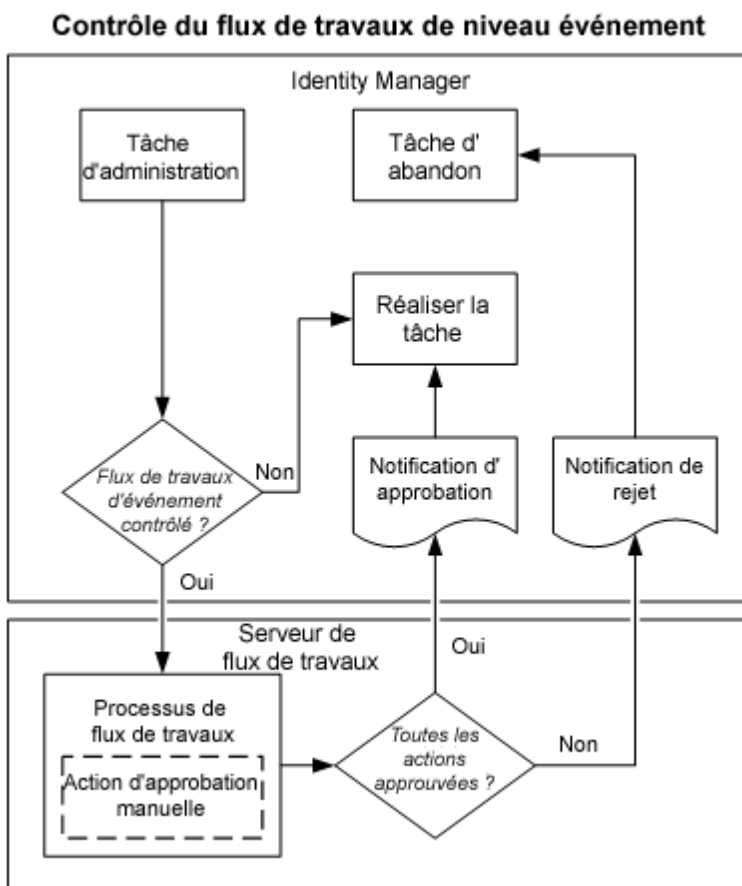 Contrôle du flux de travaux de niveau événement
Identity Manager
Tâche
d'administration
Tâche d'
abandon
Réaliser la
tâche
Flux de travaux
d'événement
contrôlé ?
Non
Notification d'
approbation
Notification de
rejet
Oui
Serveur de
flux de travaux
Oui
Processus de
flux de travaux
Action d'approbation
manuelle
Toutes les
actions
approuvées ?
Non